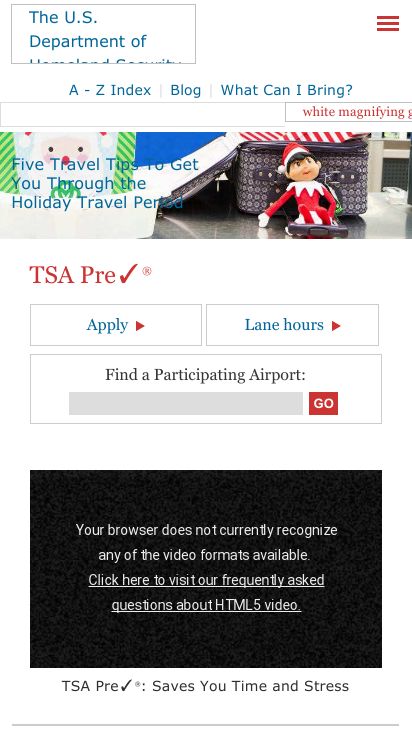 The U.S.
Department of
Homeland Security
A - Z Index | Blog | What Can I Bring?
white magnifying g
Five Travel Tips To Get
You Through the
Holiday Travel Period
TSA Pre✓®
Apply
Lane hours
Find a Participating Airport:
GO
Your browser does not currently recognize
any of the video formats available.
Click here to visit our frequently asked
questions about HTML5 video.
TSA Pre✓®: Saves You Time and Stress